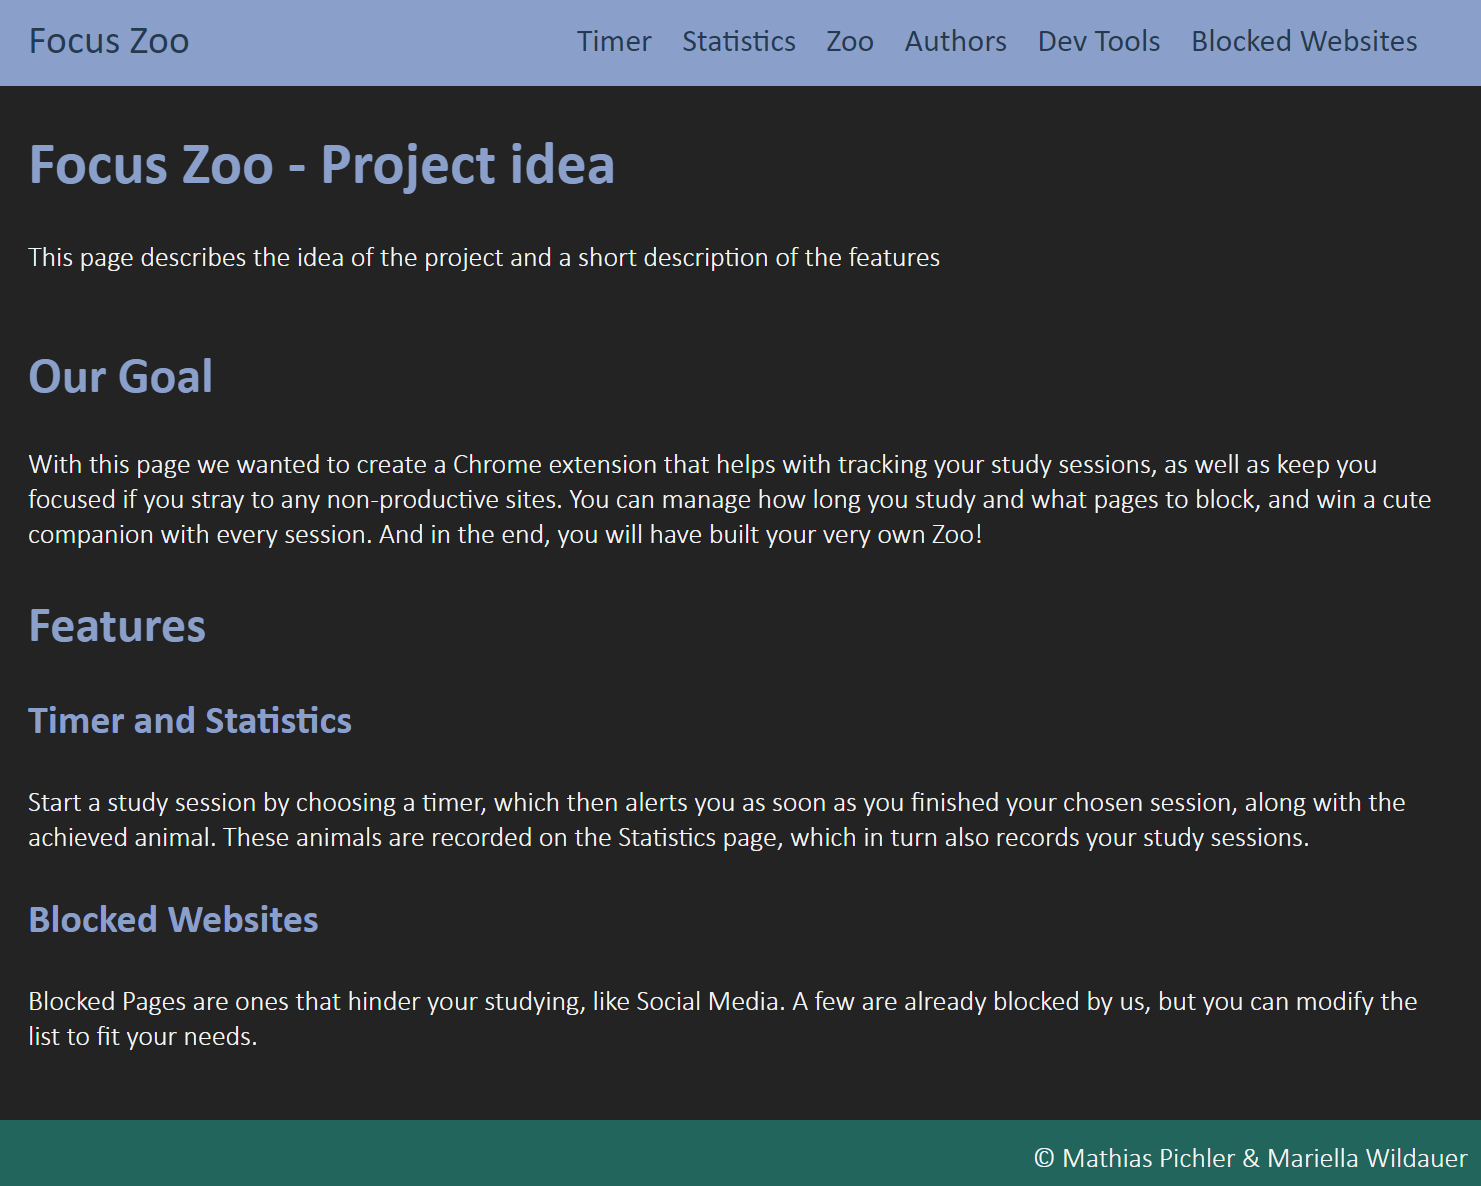 Focus Zoo
Timer Statistics Zoo Authors Dev Tools Blocked Websites
Focus Zoo - Project idea
This page describes the idea of the project and a short description of the features
Our Goal
With this page we wanted to create a Chrome extension that helps with tracking your study sessions, as well as keep you
focused if you stray to any non-productive sites. You can manage how long you study and what pages to block, and win a cute
companion with every session. And in the end, you will have built your very own Zoo!
Features
Timer and Statistics
Start a study session by choosing a timer, which then alerts you as soon as you finished your chosen session, along with the
achieved animal. These animals are recorded on the Statistics page, which in turn also records your study sessions.
Blocked Websites
Blocked Pages are ones that hinder your studying, like Social Media. A few are already blocked by us, but you can modify the
list to fit your needs.
© Mathias Pichler & Mariella Wildauer